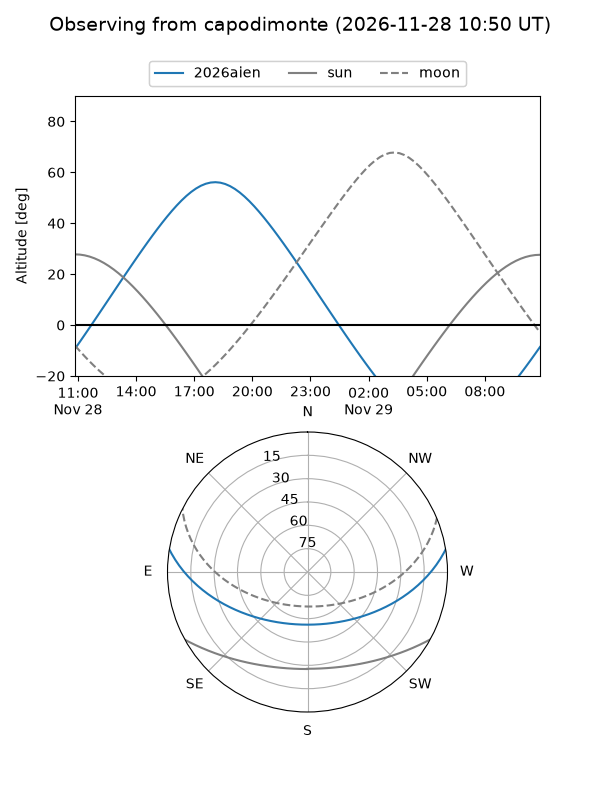 Observing from capodimonte (2026-11-28 10:50 UT)
2026aien sun moon
Altitude [deg]
80
60
40
20
0
−20
11:00 14:00 17:00 20:00 23:00 02:00 05:00 08:00
Nov 28 Nov 29
N
NE NW
15
30
45
60
75
E W
SE SW
S